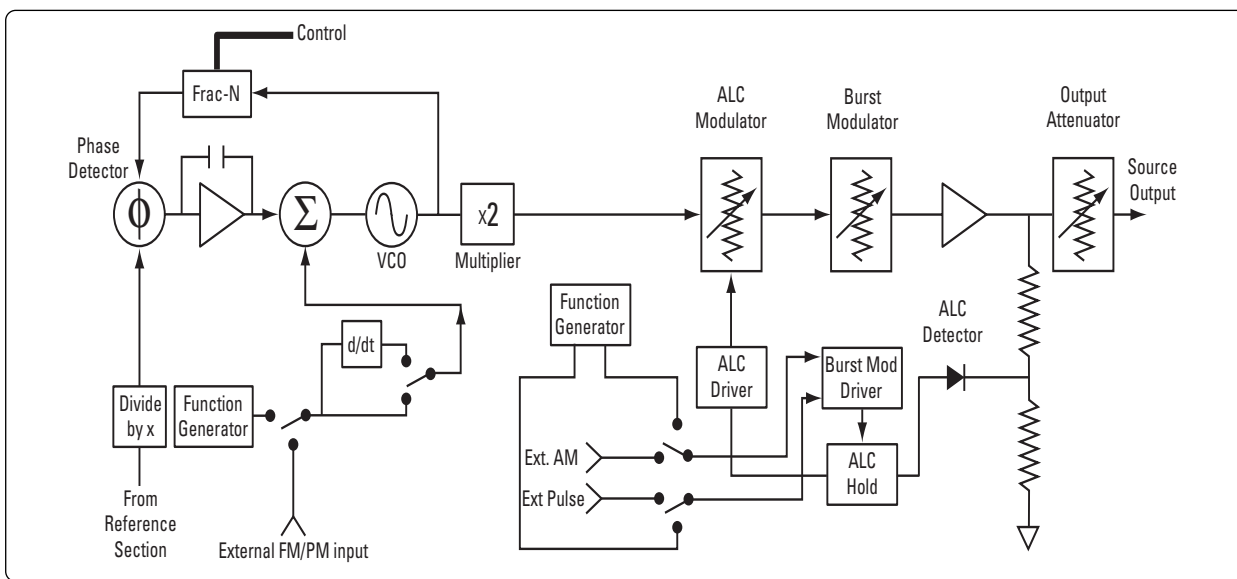 Control
Frac-N
Phase
Detector
ϕ
Σ
VCO
x2
Multiplier
ALC
Modulator
Burst
Modulator
Output
Attenuator
Source
Output
d/dt
Divide
by x
Function
Generator
From
Reference
Section
External FM/PM input
Function
Generator
ALC
Driver
Burst Mod
Driver
ALC
Detector
ALC
Hold
Ext. AM
Ext Pulse